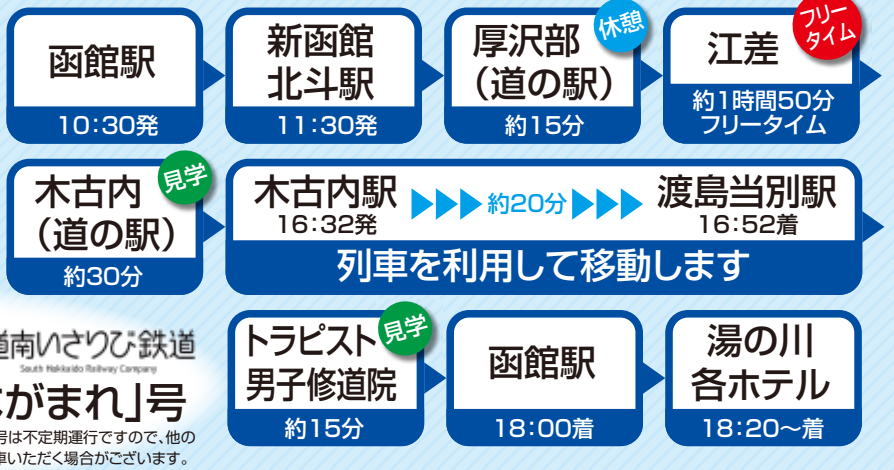 函館駅
10:30発
新函館
北斗駅
11:30発
休憩
厚沢部
（道の駅）
約15分
フリー
タイム
江差
約1時間50分
フリータイム
見学
木古内
（道の駅）
約30分
木古内駅
16:32発
約20分
渡島当別駅
16:52着
列車を利用して移動します
道南いさりび鉄道
South Hokkaido Railway Company
ながまれ」号
号は不定期運行ですので、他の
車いただく場合がございます。
見学
トラピスト
男子修道院
約15分
函館駅
18:00着
湯の川
各ホテル
18:20〜着